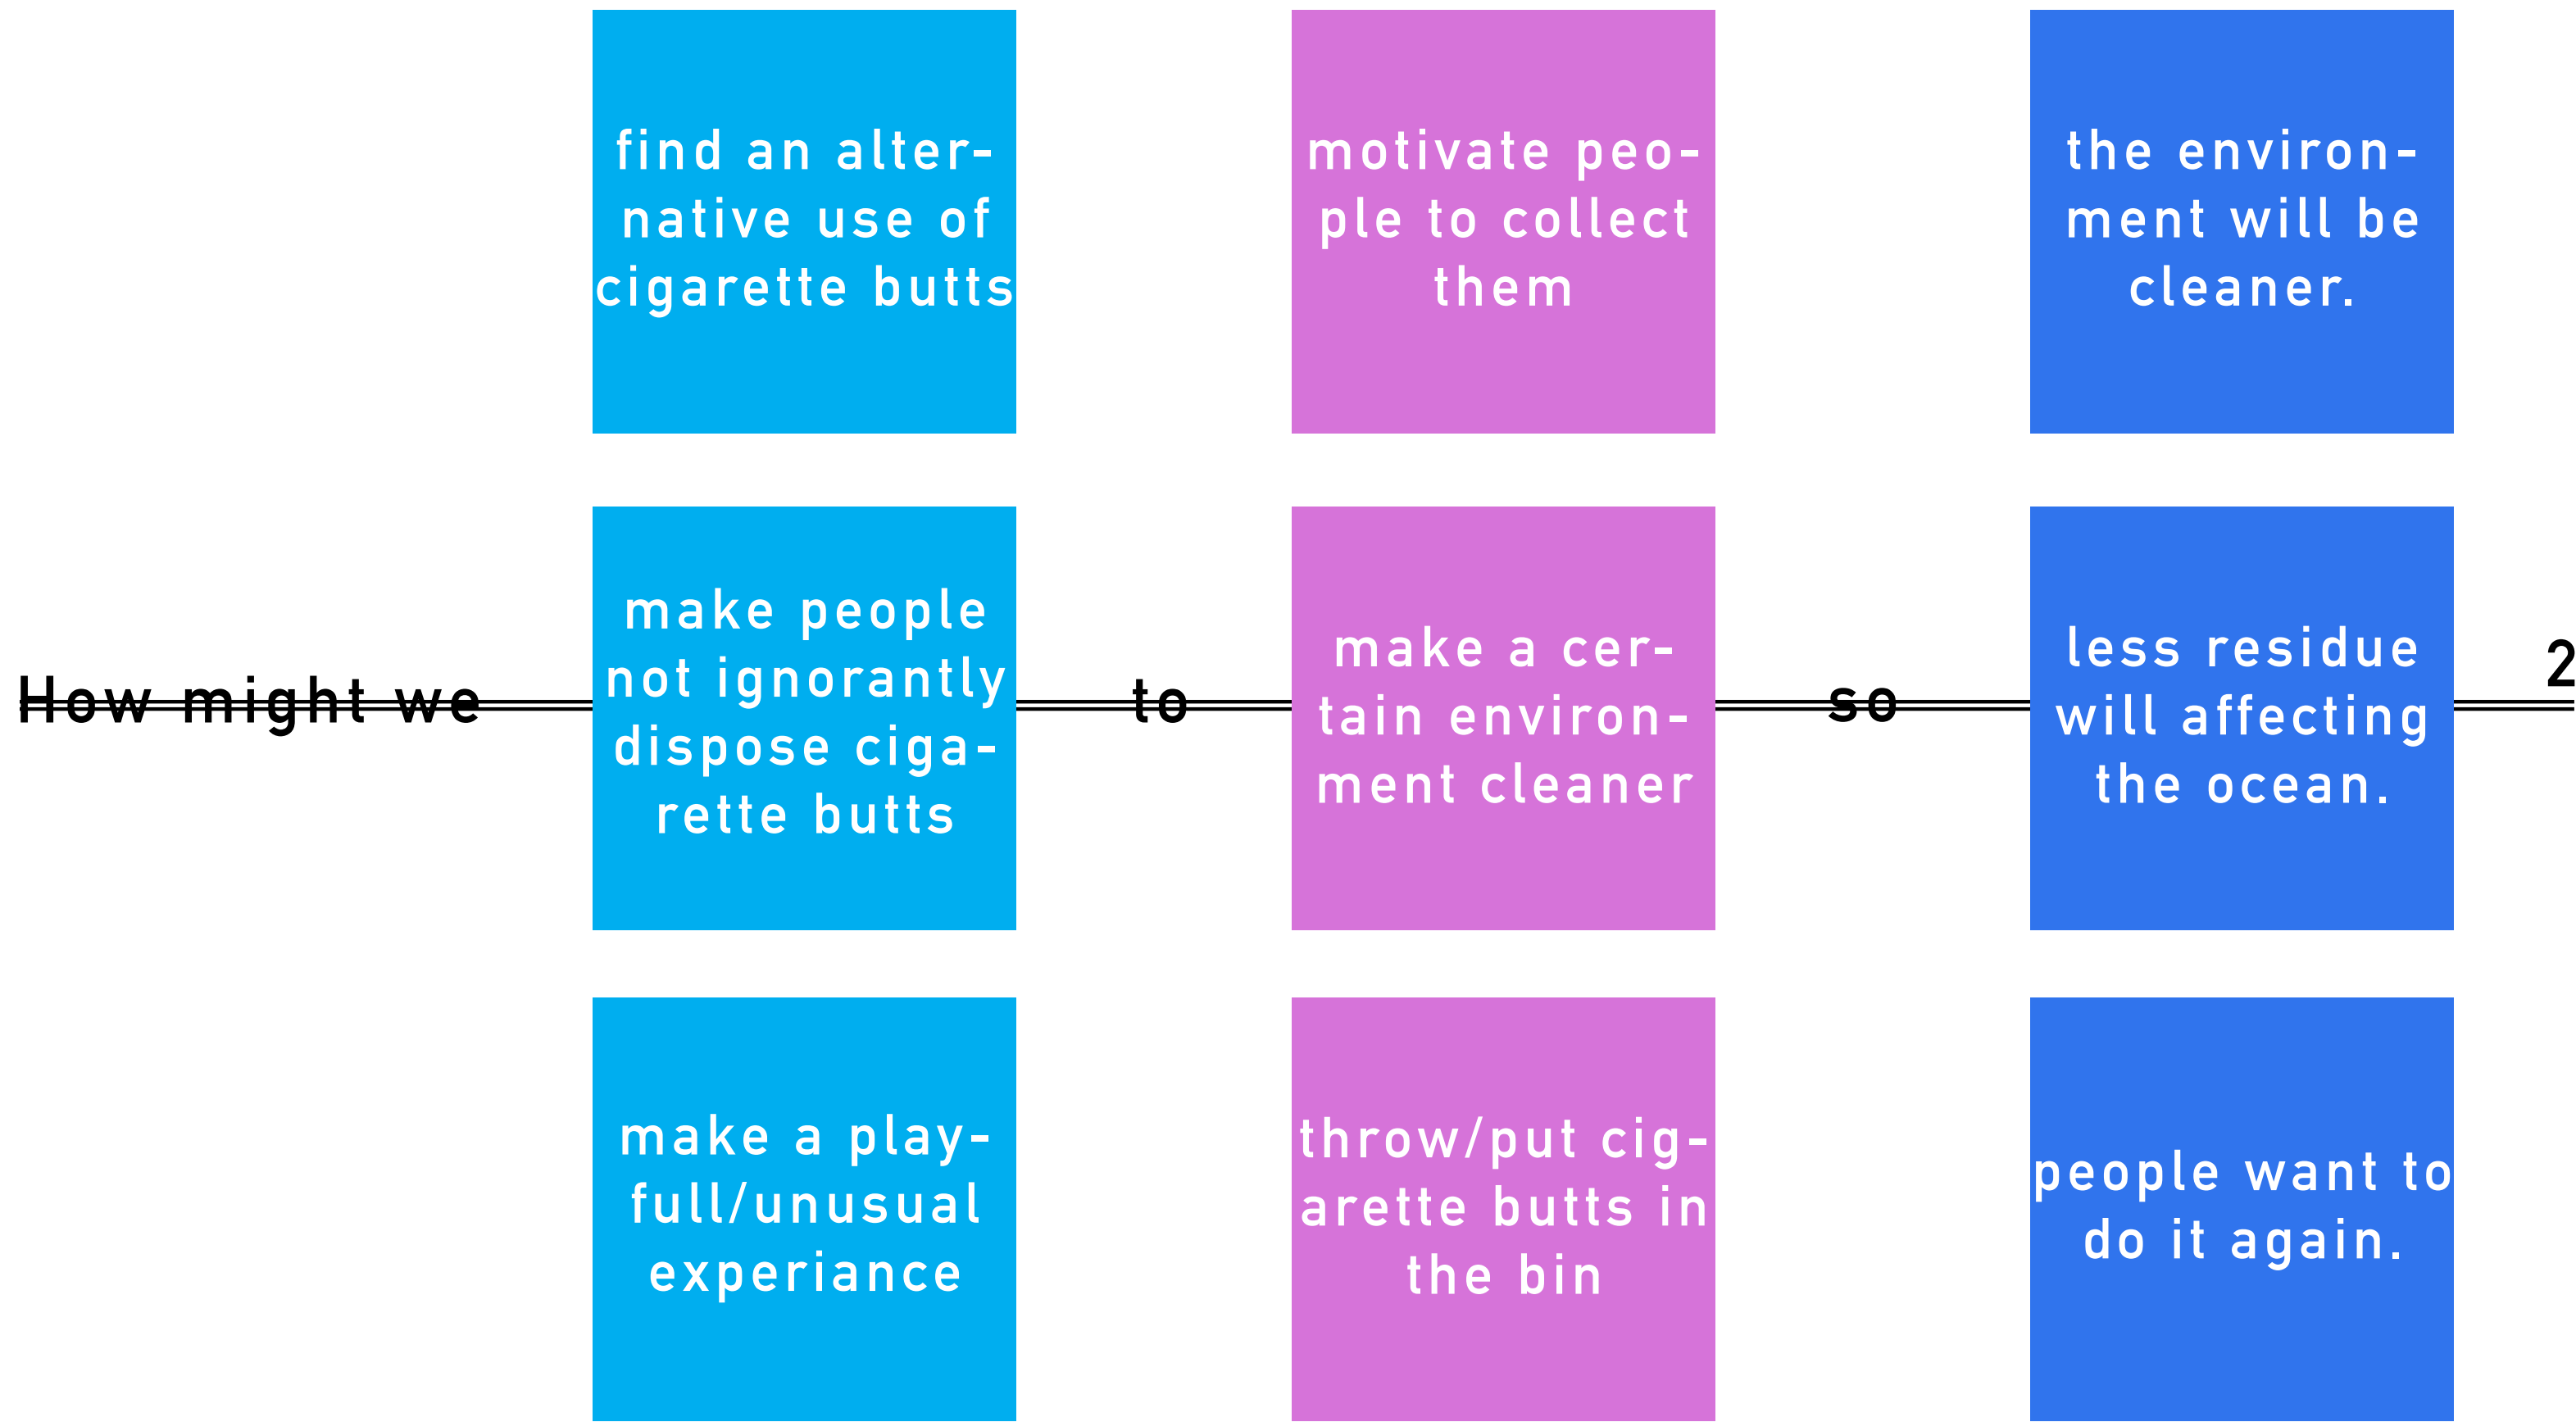 find an alter-
native use of
cigarette butts
motivate peo-
ple to collect
them
the environ-
ment will be
cleaner.
How might we
make people
not ignorantly
dispose ciga-
rette butts
to
make a cer-
tain environ-
ment cleaner
so
less residue
will affecting
the ocean.
2
make a play-
full/unusual
experiance
throw/put cig-
arette butts in
the bin
people want to
do it again.